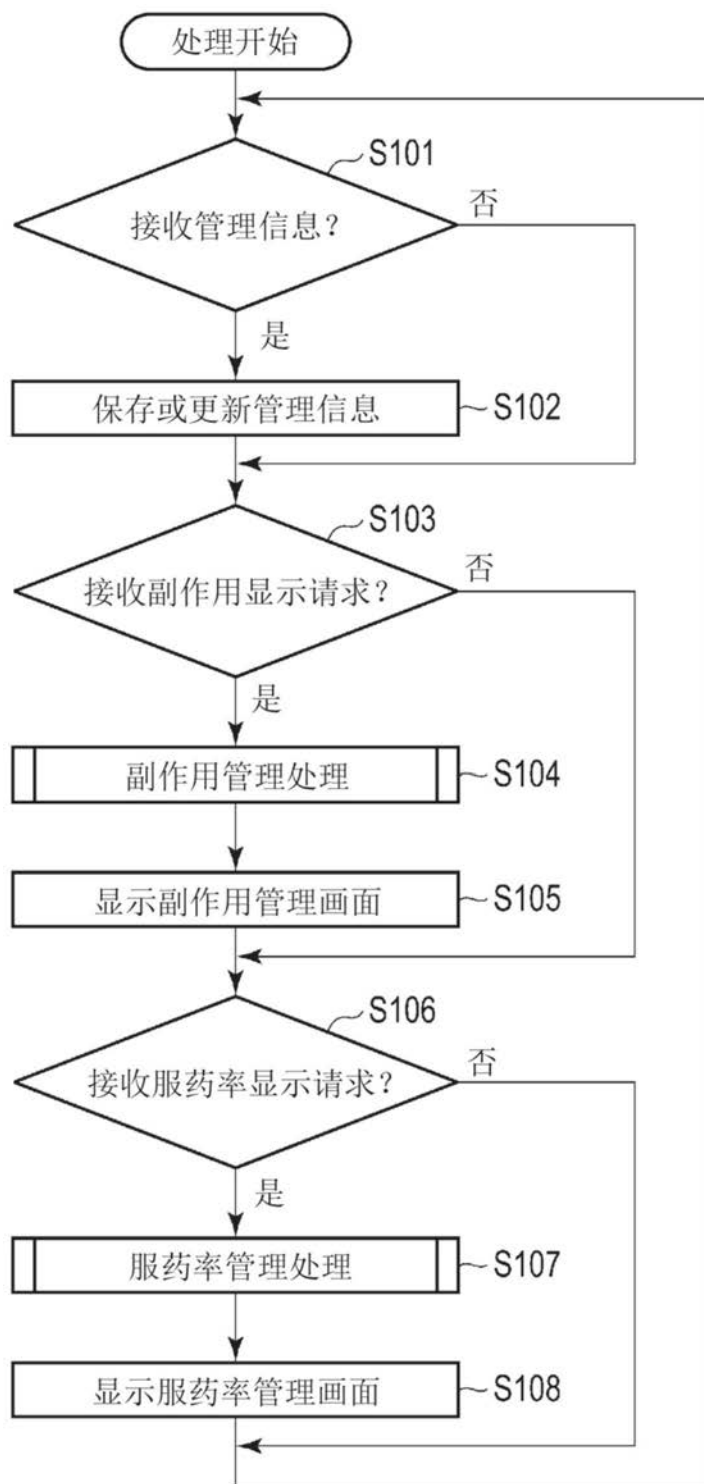 处理开始
S101
接收管理信息？
否
是
保存或更新管理信息
S102
S103
接收副作用显示请求？
否
是
副作用管理处理
S104
显示副作用管理画面
S105
S106
接收服药率显示请求？
否
是
服药率管理处理
S107
显示服药率管理画面
S108